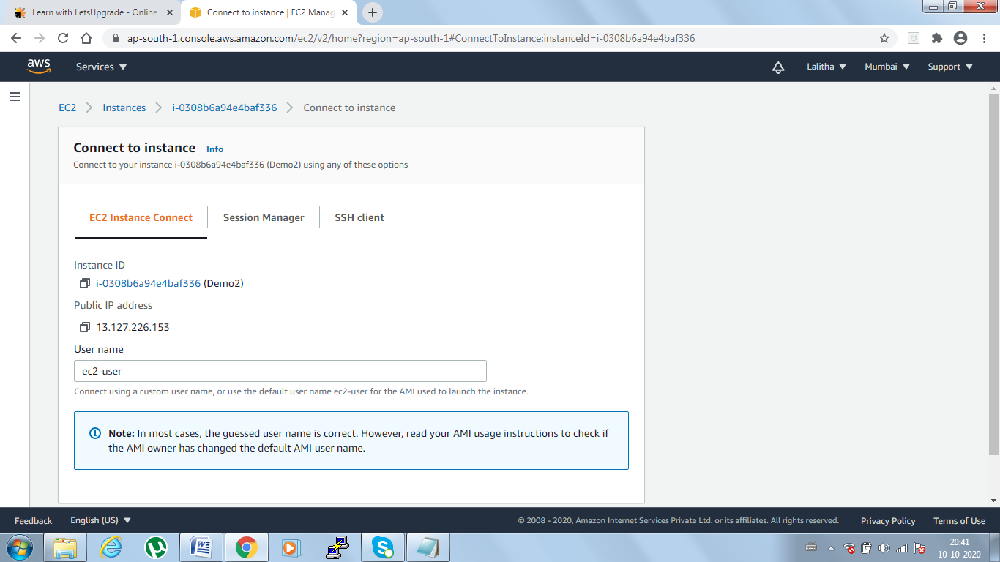 Learn with LetsUpgrade - Online
Connect to instance | EC2 Manag
ap-south-1.console.aws.amazon.com/ec2/v2/home?region=ap-south-1#ConnectToInstance:instanceId=i-0308b6a94e4baf336
aws
Services
Lalitha
Mumbai
Support
EC2 Instances i-0308b6a94e4baf336 Connect to instance
Connect to instance Info
Connect to your instance i-0308b6a94e4baf336 (Demo2) using any of these options
EC2 Instance Connect
Session Manager
SSH client
Instance ID
i-0308b6a94e4baf336 (Demo2)
Public IP address
13.127.226.153
User name
ec2-user
Connect using a custom user name, or use the default user name ec2-user for the AMI used to launch the instance.
Note: In most cases, the guessed user name is correct. However, read your AMI usage instructions to check if
the AMI owner has changed the default AMI user name.
Feedback
English (US)
© 2008 - 2020, Amazon Internet Services Private Ltd. or its affiliates. All rights reserved.
Privacy Policy
Terms of Use
20:41
10-10-2020